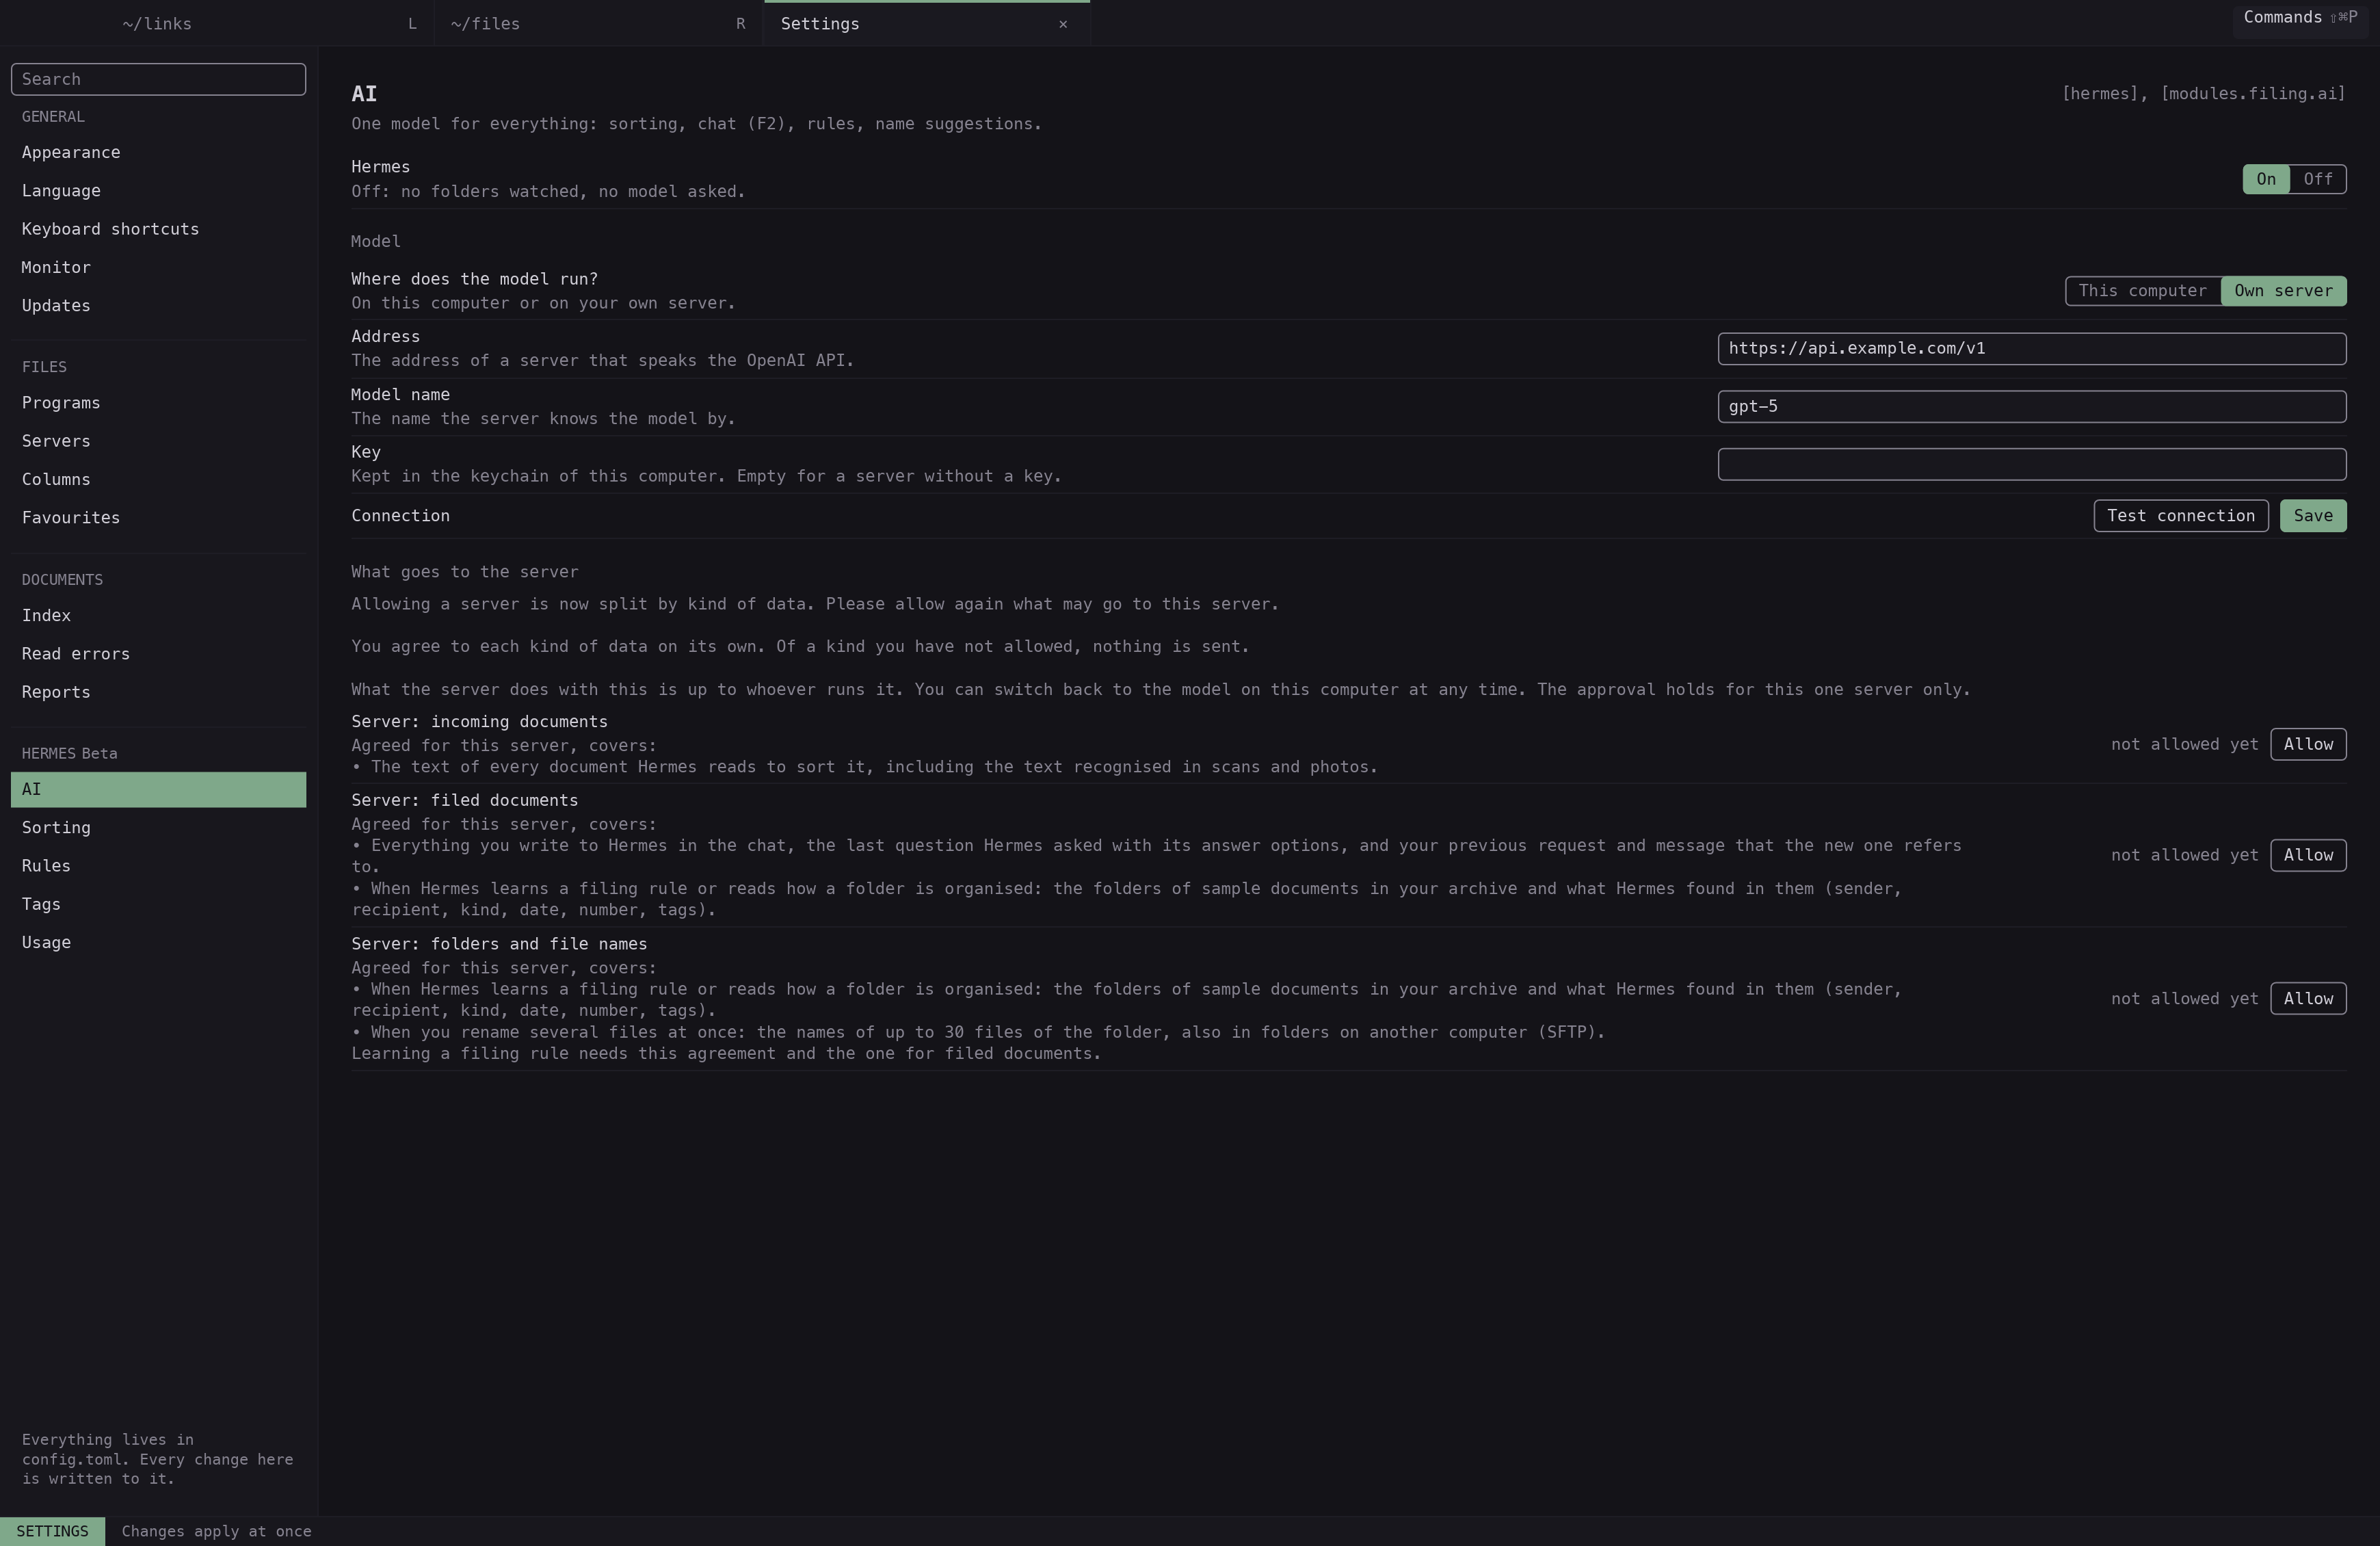 ~/links L ~/files R Settings × Commands ⇧⌘P
Search
GENERAL
Appearance
Language
Keyboard shortcuts
Monitor
Updates
FILES
Programs
Servers
Columns
Favourites
DOCUMENTS
Index
Read errors
Reports
HERMES Beta
AI
Sorting
Rules
Tags
Usage
Everything lives in
config.toml. Every change here
is written to it.
AI [hermes], [modules.filing.ai]
One model for everything: sorting, chat (F2), rules, name suggestions.
Hermes
Off: no folders watched, no model asked.
On Off
Model
Where does the model run?
On this computer or on your own server.
This computer Own server
Address
The address of a server that speaks the OpenAI API.
https://api.example.com/v1
Model name
The name the server knows the model by.
gpt-5
Key
Kept in the keychain of this computer. Empty for a server without a key.
Connection Test connection Save
What goes to the server
Allowing a server is now split by kind of data. Please allow again what may go to this server.
You agree to each kind of data on its own. Of a kind you have not allowed, nothing is sent.
What the server does with this is up to whoever runs it. You can switch back to the model on this computer at any time. The approval holds for this one server only.
Server: incoming documents
Agreed for this server, covers:
• The text of every document Hermes reads to sort it, including the text recognised in scans and photos.
not allowed yet Allow
Server: filed documents
Agreed for this server, covers:
• Everything you write to Hermes in the chat, the last question Hermes asked with its answer options, and your previous request and message that the new one refers
to.
• When Hermes learns a filing rule or reads how a folder is organised: the folders of sample documents in your archive and what Hermes found in them (sender,
recipient, kind, date, number, tags).
not allowed yet Allow
Server: folders and file names
Agreed for this server, covers:
• When Hermes learns a filing rule or reads how a folder is organised: the folders of sample documents in your archive and what Hermes found in them (sender,
recipient, kind, date, number, tags).
• When you rename several files at once: the names of up to 30 files of the folder, also in folders on another computer (SFTP).
Learning a filing rule needs this agreement and the one for filed documents.
not allowed yet Allow
SETTINGS Changes apply at once